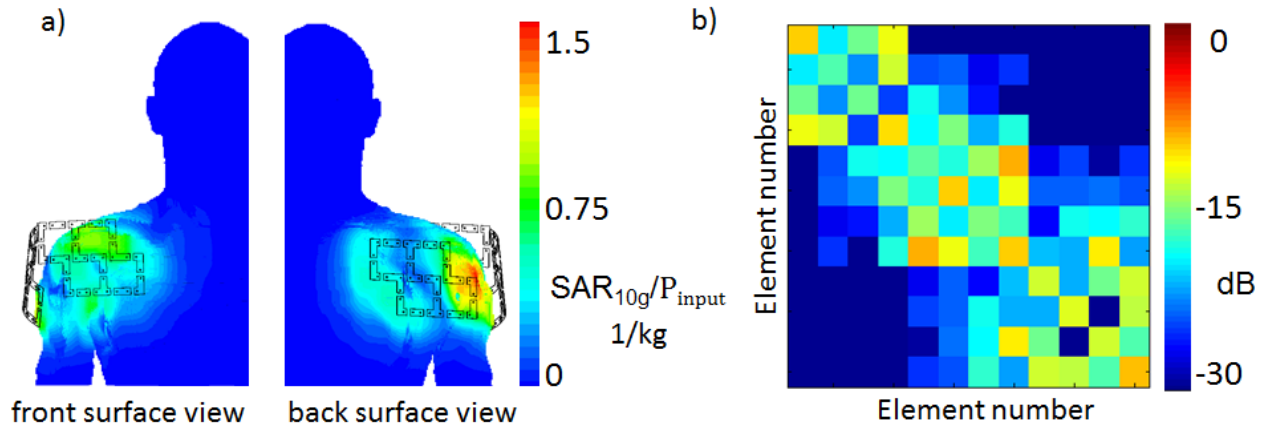 a)
1.5
0.75
SAR10g/Pinput
1/kg
0
front surface view
back surface view
b)
Element number
Element number
0
-15
dB
-30